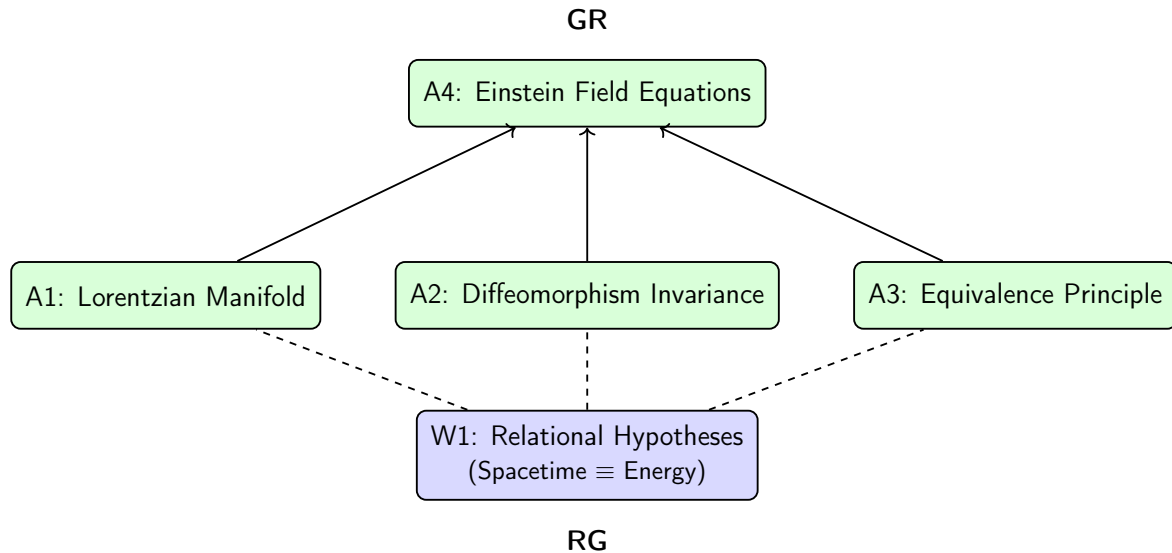 GR
A4: Einstein Field Equations
A1: Lorentzian Manifold
A2: Diffeomorphism Invariance
A3: Equivalence Principle
W1: Relational Hypotheses
(Spacetime ≡ Energy)
RG